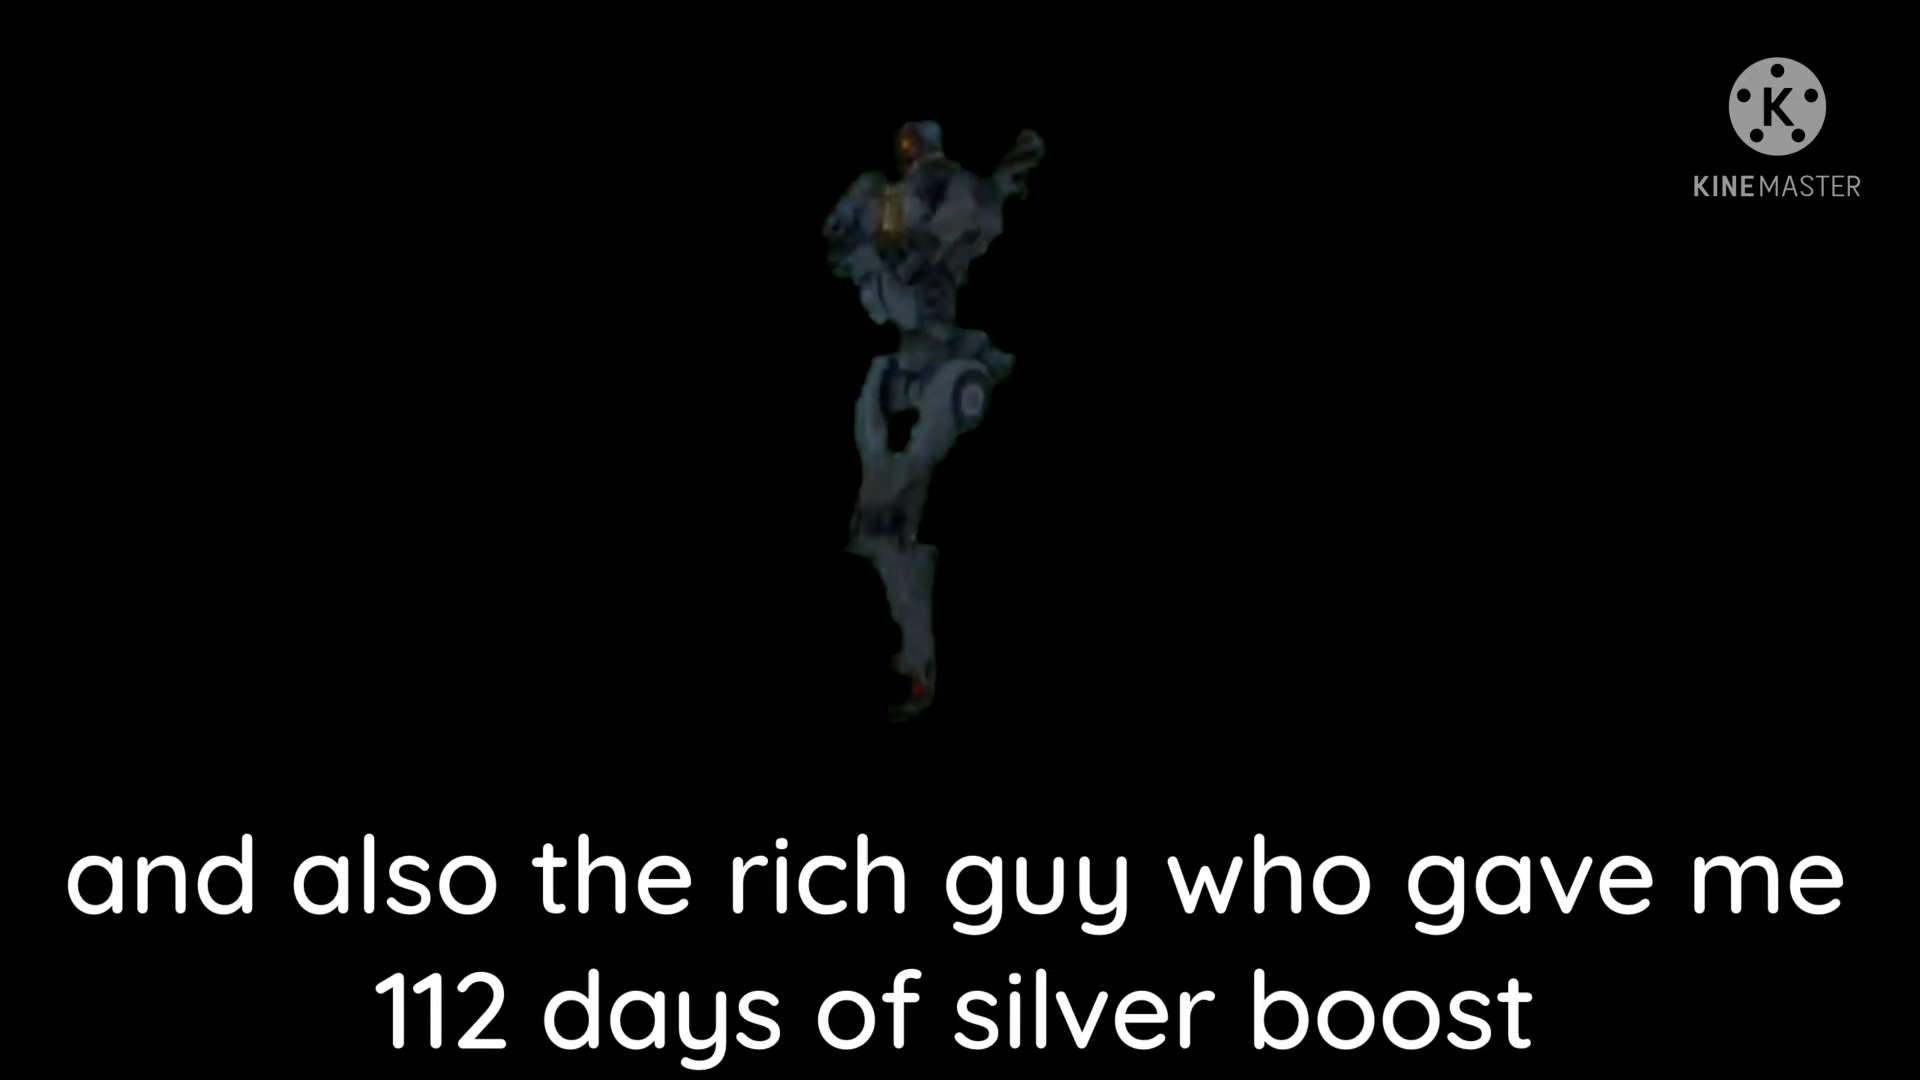 K
KINEMASTER
and also the rich guy who gave me
112 days of silver boost